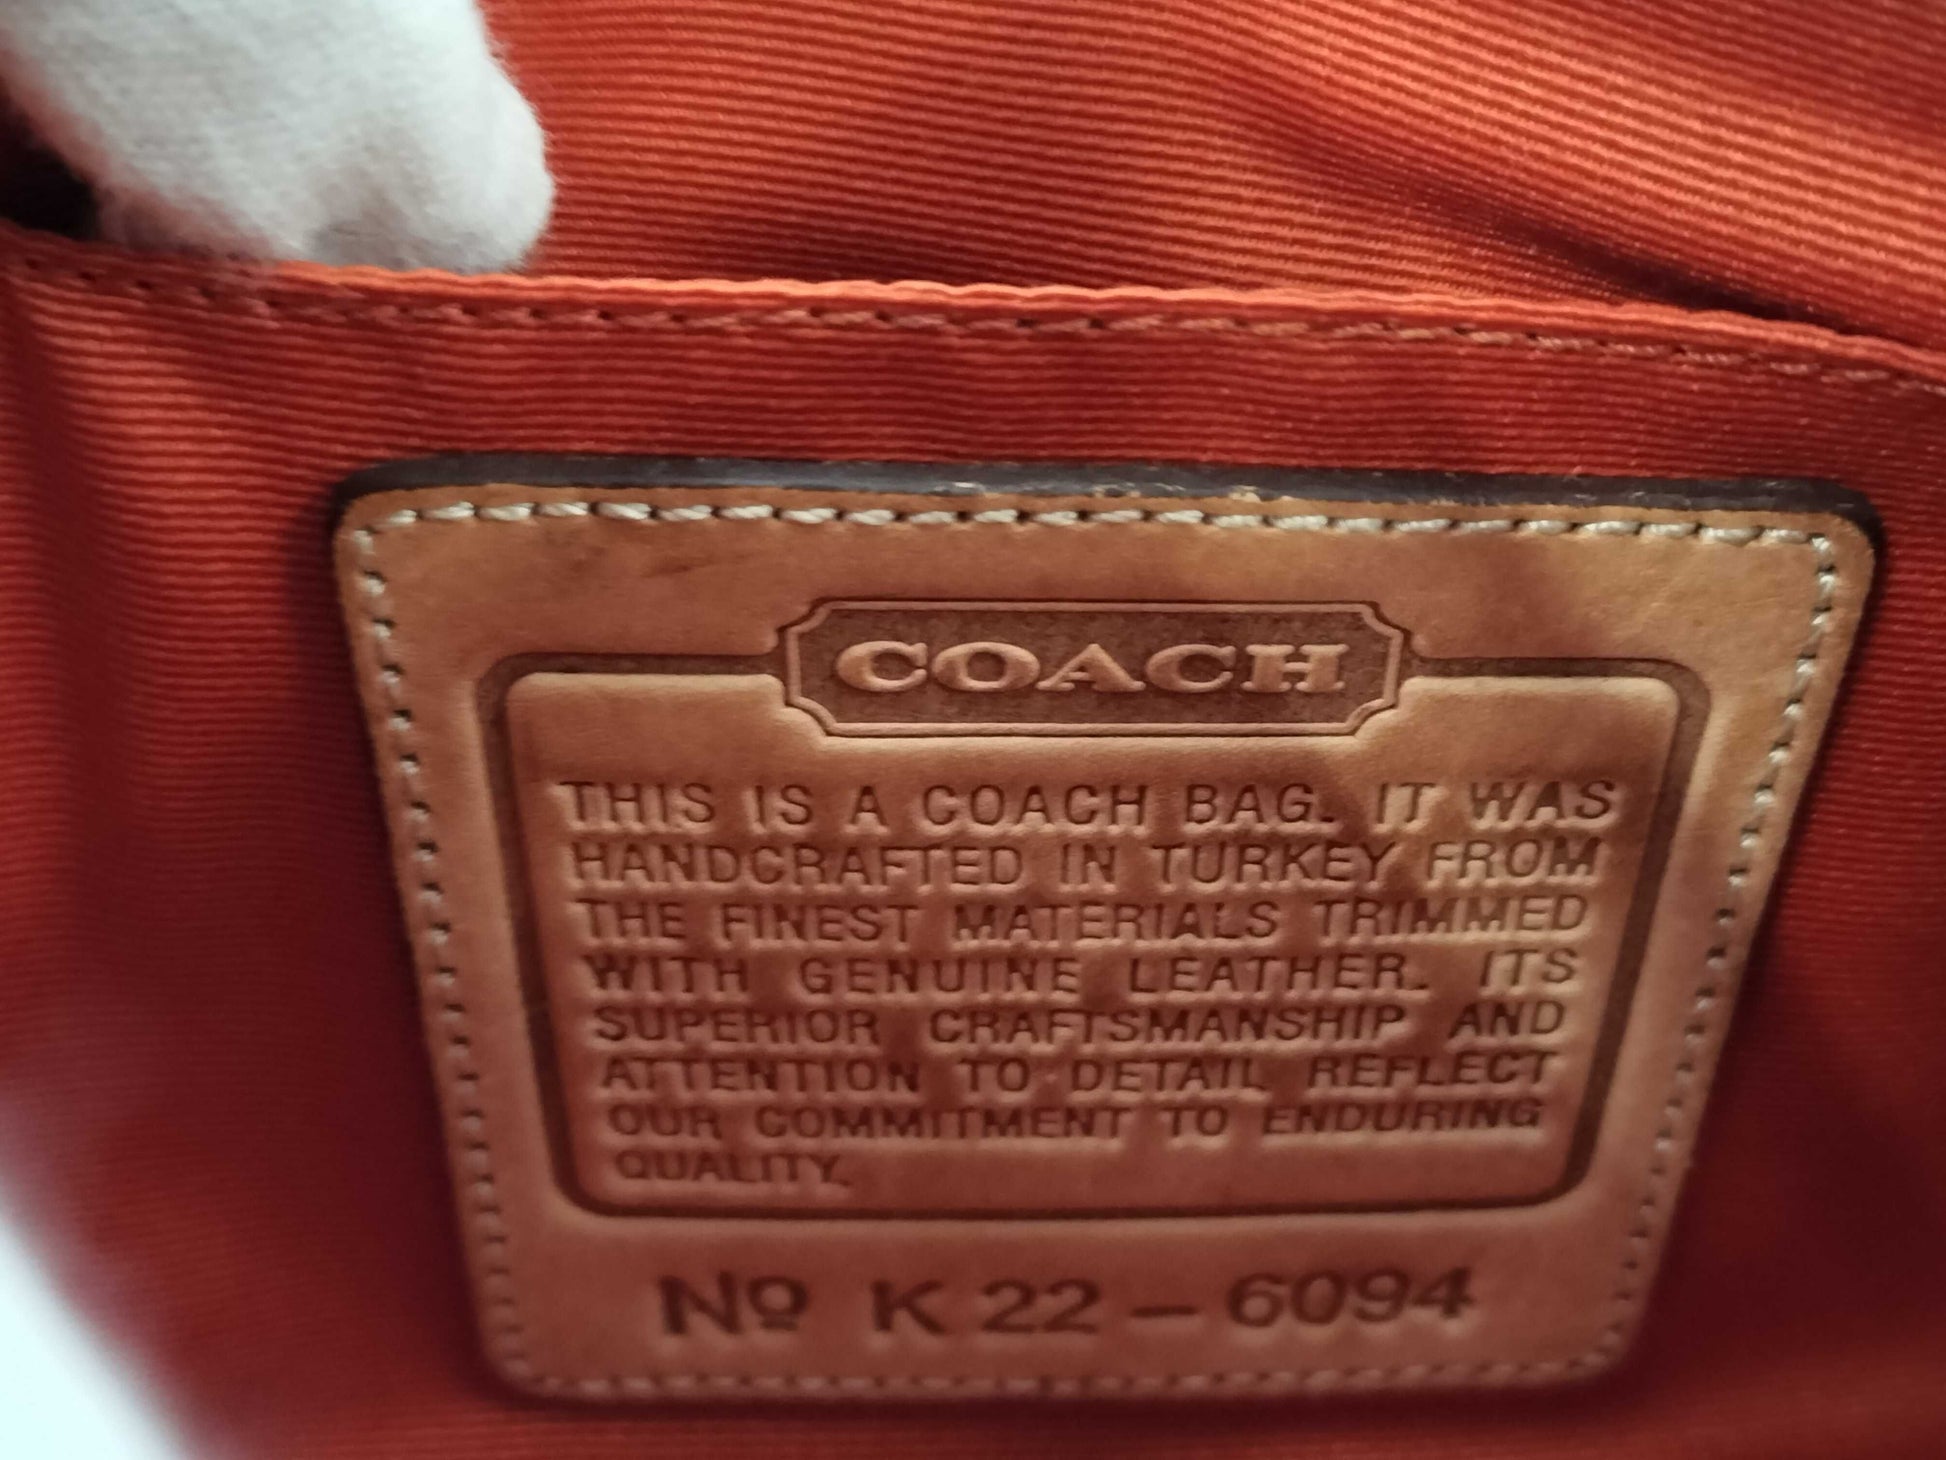 COACH
THIS IS A COACH BAG. IT WAS
HANDCRAFTED IN TURKEY FROM
THE FINEST MATERIALS TRIMMED
WITH GENUINE LEATHER. ITS
SUPERIOR CRAFTSMANSHIP AND
ATTENTION TO DETAIL REFLECT
OUR COMMITMENT TO ENDURING
QUALITY.
Nº K22-6094